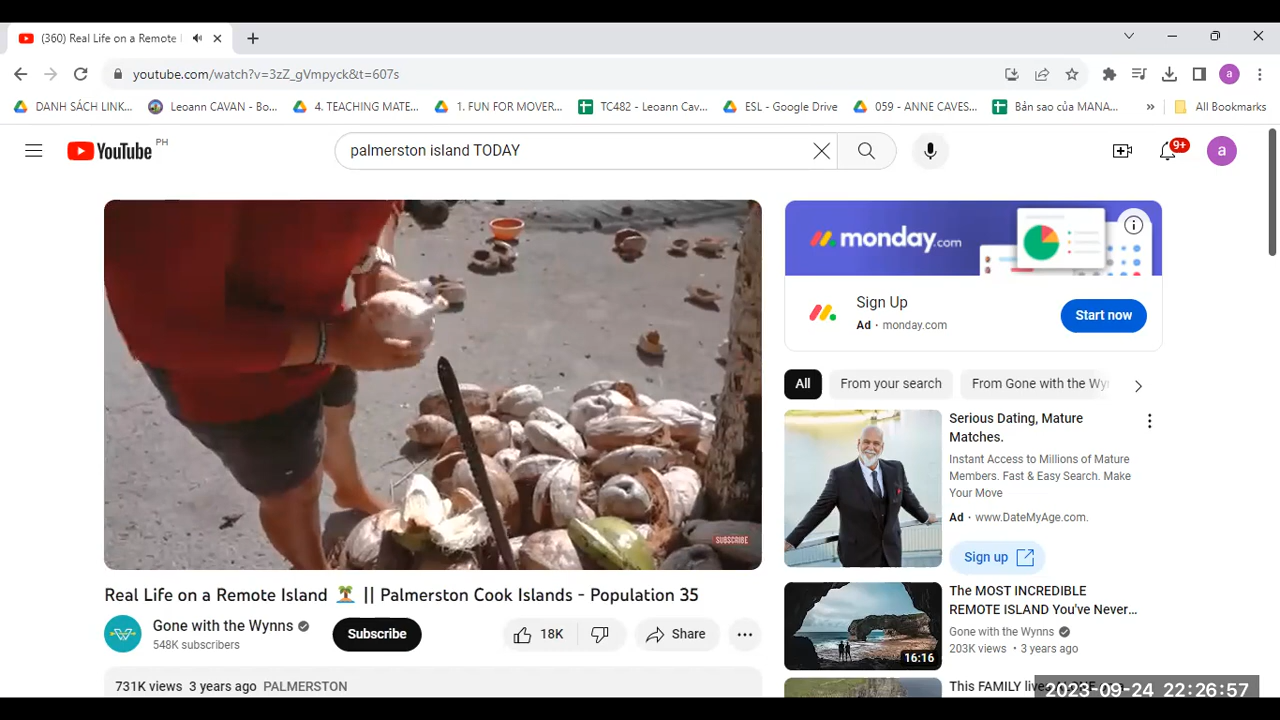 (360) Real Life on a Remote
youtube.com/watch?v=3zZ_gVmpyck&t=607s
a
DANH SÁCH LINK...
Leoann CAVAN - Bo...
4. TEACHING MATE...
1. FUN FOR MOVER...
TC482 - Leoann Cav...
ESL - Google Drive
059 - ANNE CAVES...
Bản sao của MANA...
»
All Bookmarks
YouTube PH
palmerston island TODAY
9+
a
SUBSCRIBE
monday.com
Sign Up
Ad · monday.com
Start now
All
From your search
From Gone with the Wyn
Serious Dating, Mature
Matches.
Instant Access to Millions of Mature
Members. Fast & Easy Search. Make
Your Move
Ad · www.DateMyAge.com.
Sign up
The MOST INCREDIBLE
REMOTE ISLAND You've Never...
Gone with the Wynns
203K views · 3 years ago
16:16
This FAMILY live
Real Life on a Remote Island 🏝️ || Palmerston Cook Islands - Population 35
Gone with the Wynns
548K subscribers
Subscribe
18K
Share
731K views 3 years ago PALMERSTON
2023-09-24 22:26:57